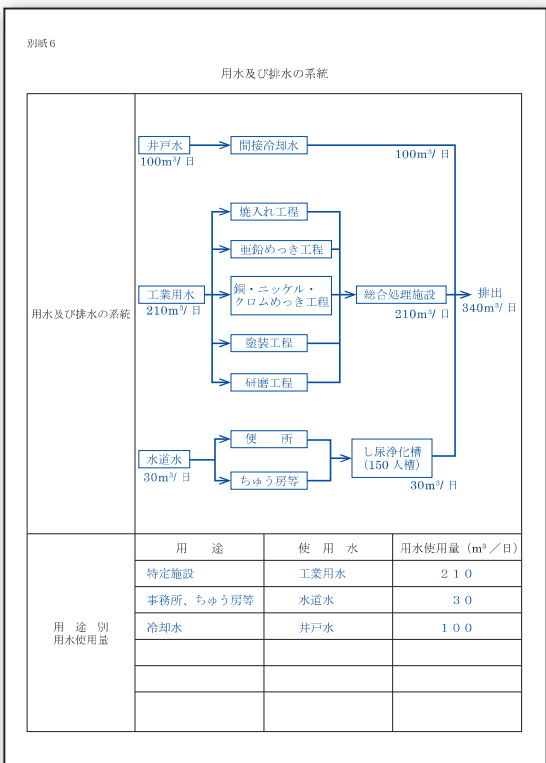 別紙6
用水及び排水の系統
用水及び排水の系統
井戸水
100m³/日
間接冷却水
100m³/日
焼入れ工程
亜鉛めっき工程
工業用水
210m³/日
銅・ニッケル・
クロムめっき工程
総合処理施設
210m³/日
排出
340m³/日
塗装工程
研磨工程
水道水
30m³/日
便　所
ちゅう房等
し尿浄化槽
(150人槽)
30m³/日
用　途　別
用水使用量
用　途　使　用　水　用水使用量（m³／日）
特定施設　工業用水　210
事務所、ちゅう房等　水道水　30
冷却水　井戸水　100